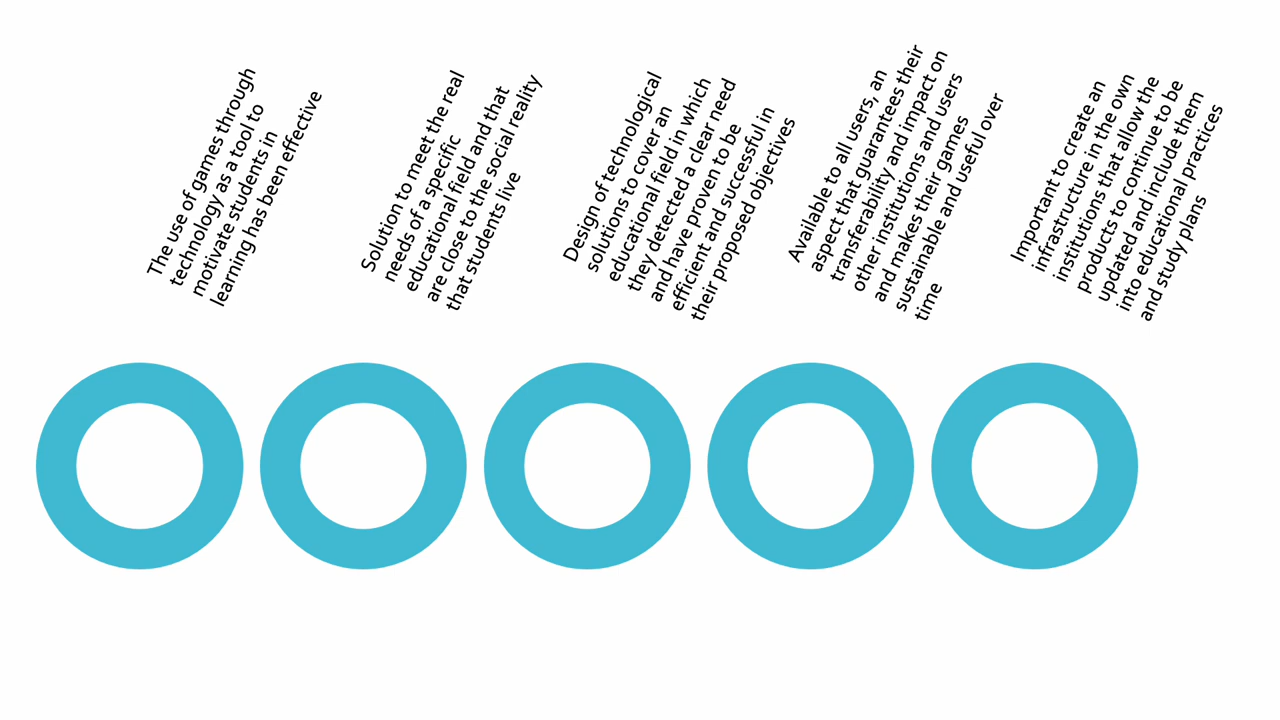 The use of games through
technology as a tool to
motivate students in
learning has been effective
Solution to meet the real
needs of a specific
educational field and that
are close to the social reality
that students live
Design of technological
solutions to cover an
educational field in which
they detected a clear need
and have proven to be
efficient and successful in
their proposed objectives
Available to all users, an
aspect that guarantees their
transferability and impact on
other institutions and users
and makes their games
sustainable and useful over
time
Important to create an
infrastructure in the own
institutions that allow the
products to continue to be
updated and include them
into educational practices
and study plans